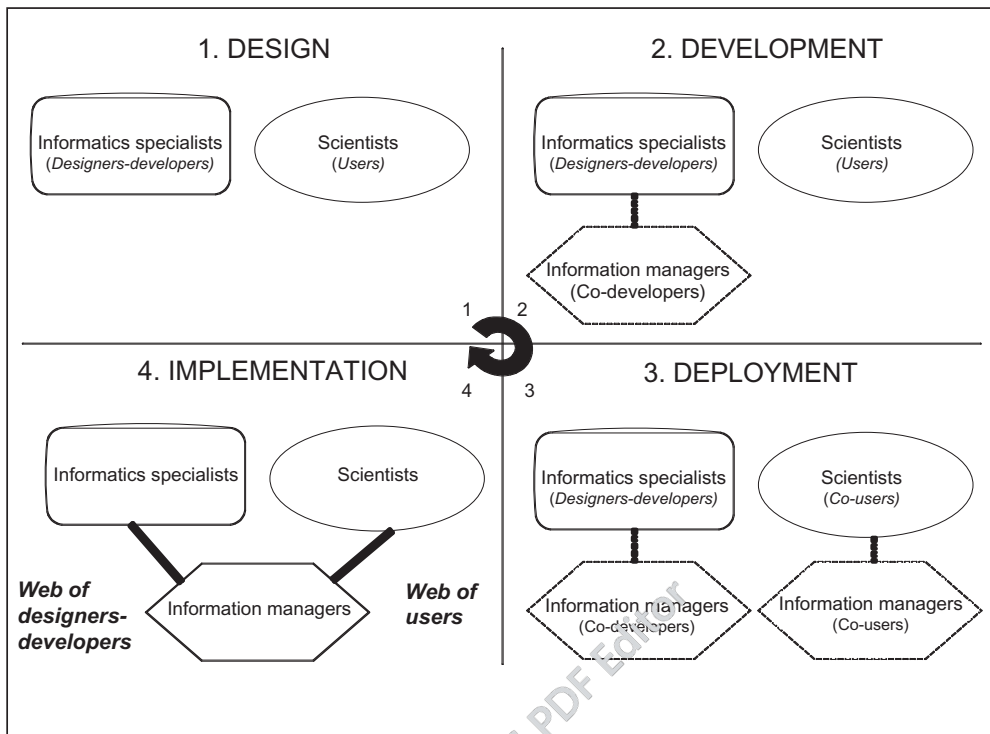 1. DESIGN
Informatics specialists
(Designers-developers)
Scientists
(Users)
2. DEVELOPMENT
Informatics specialists
(Designers-developers)
Scientists
(Users)
Information managers
(Co-developers)
1 2
4 3
4. IMPLEMENTATION
Informatics specialists
Scientists
Information managers
Web of
designers-
developers
Web of
users
3. DEPLOYMENT
Informatics specialists
(Designers-developers)
Scientists
(Co-users)
Information managers
(Co-developers)
Information managers
(Co-users)
PDF Editor